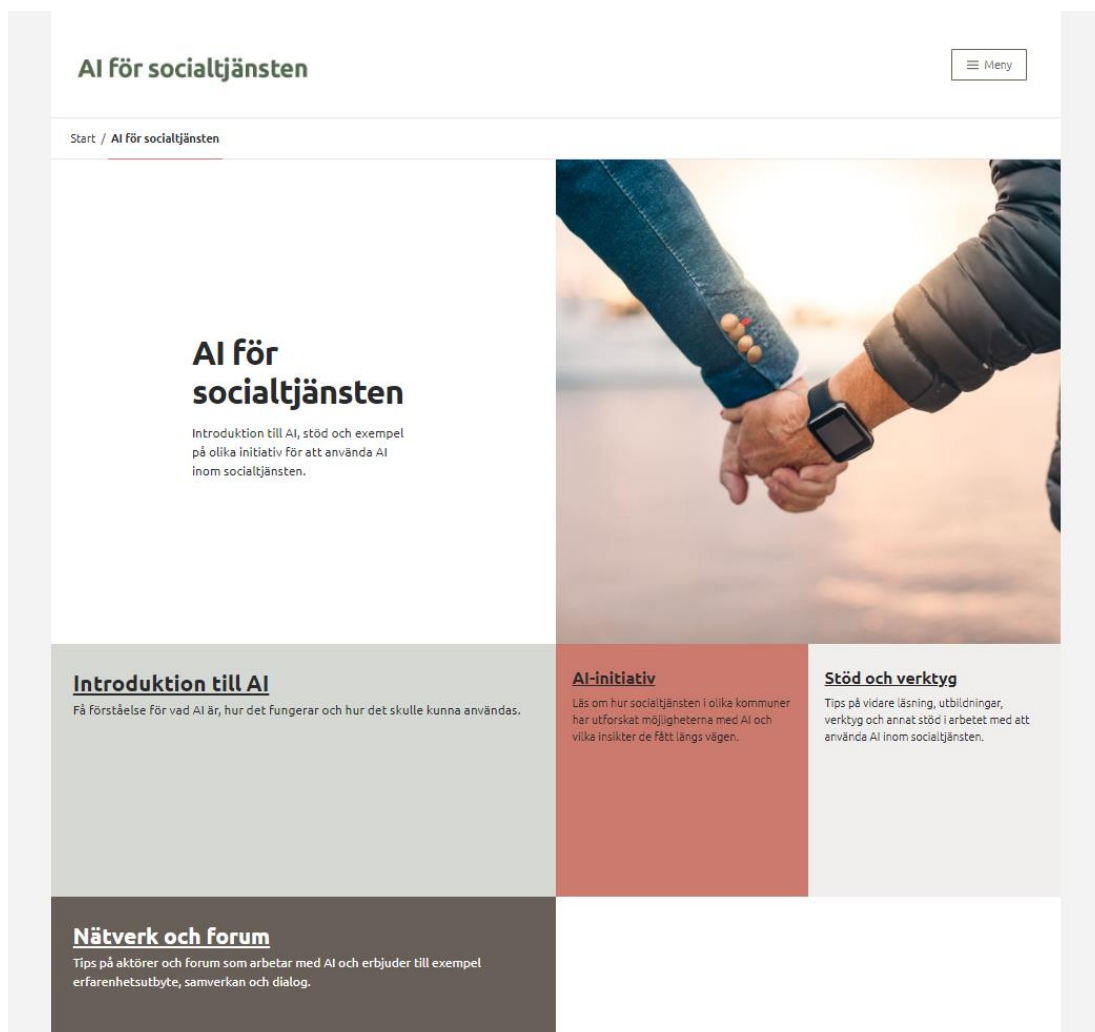 AI för socialtjänsten
Meny
Start / AI för socialtjänsten
AI för
socialtjänsten
Introduktion till AI, stöd och exempel
på olika initiativ för att använda AI
inom socialtjänsten.
Introduktion till AI
Få förståelse för vad AI är, hur det fungerar och hur det skulle kunna användas.
AI-initiativ
Läs om hur socialtjänsten i olika kommuner
har utforskat möjligheterna med AI och
vilka insikter de fått längs vägen.
Stöd och verktyg
Tips på vidare läsning, utbildningar,
verktyg och annat stöd i arbetet med att
använda AI inom socialtjänsten.
Nätverk och forum
Tips på aktörer och forum som arbetar med AI och erbjuder till exempel
erfarenhetsutbyte, samverkan och dialog.